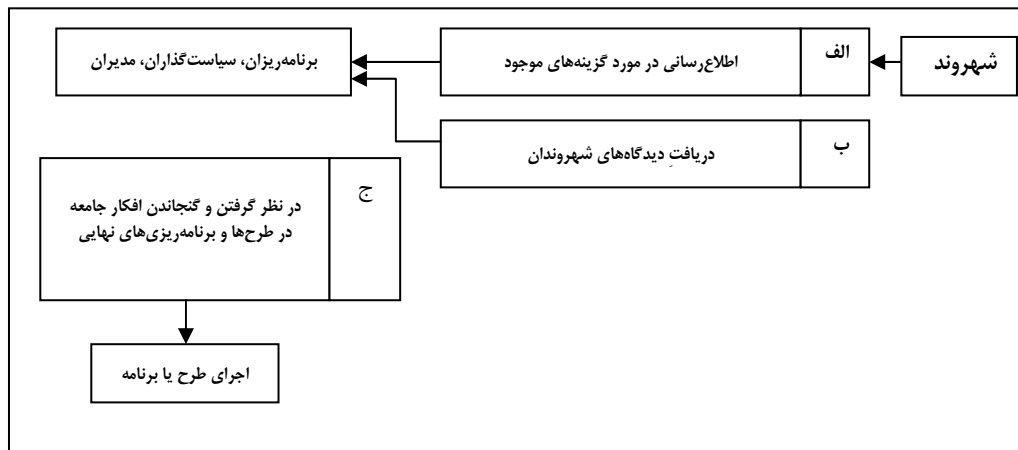 شهروند
الف
اطلاع‌رسانی در مورد گزینه‌های موجود
برنامه‌ریزان، سیاست‌گذاران، مدیران
ب
دریافتِ دیدگاه‌های شهروندان
ج
در نظر گرفتن و گنجاندن افکار جامعه
در طرح‌ها و برنامه‌ریزی‌های نهایی
اجرای طرح یا برنامه